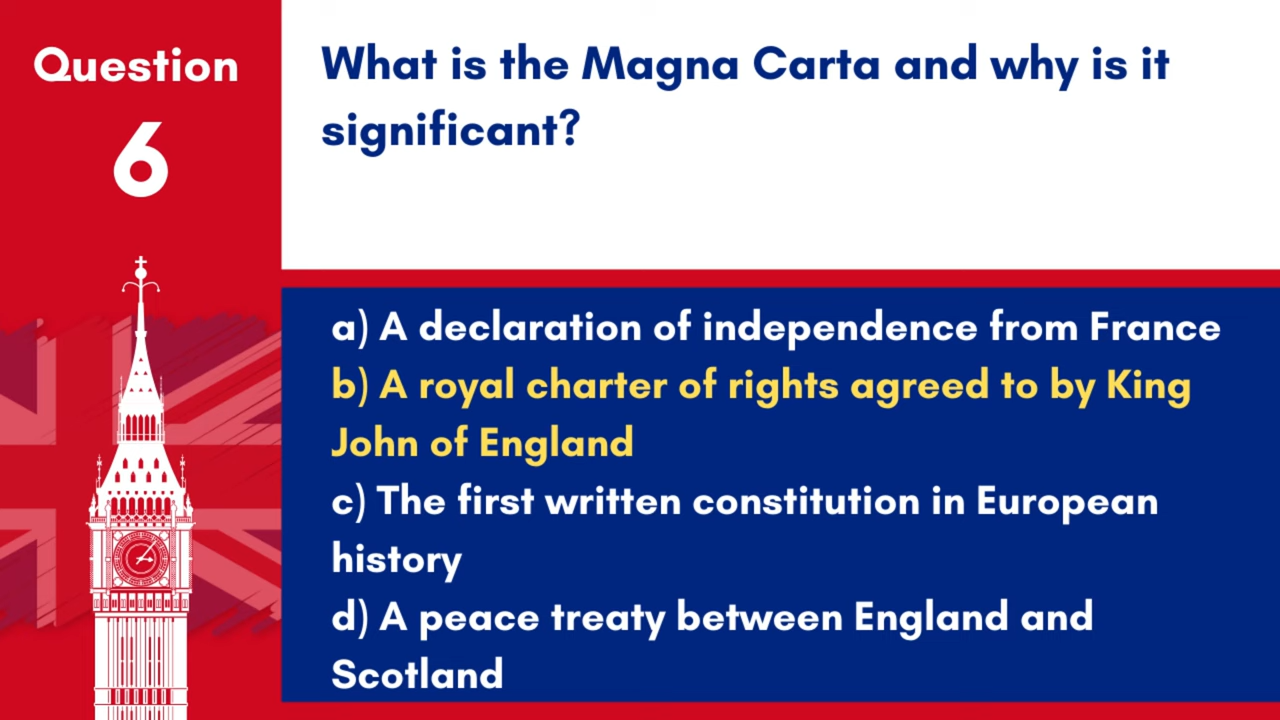 Question
6
What is the Magna Carta and why is it
significant?
a) A declaration of independence from France
b) A royal charter of rights agreed to by King
John of England
c) The first written constitution in European
history
d) A peace treaty between England and
Scotland